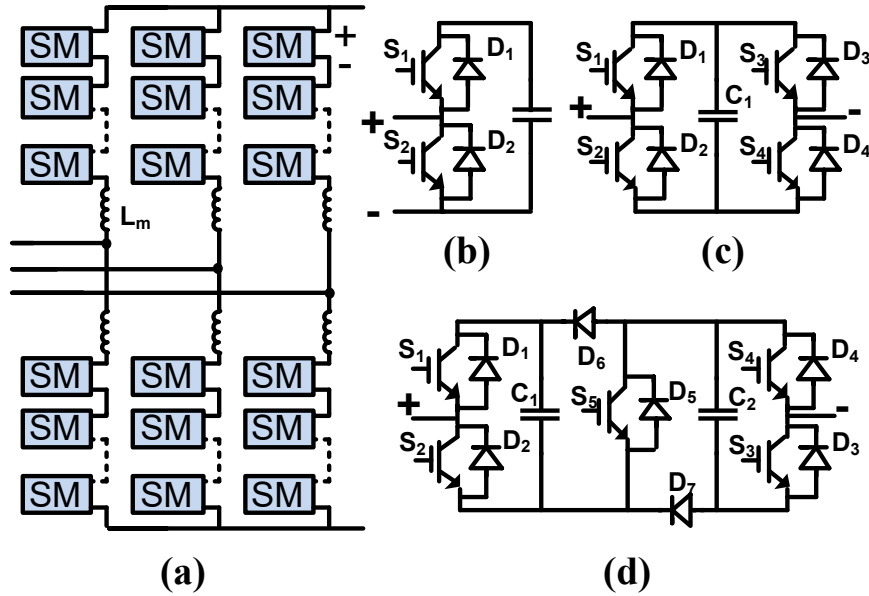 SM SM SM
+
-
SM SM SM
SM SM SM
Lm
SM SM SM
SM SM SM
SM SM SM
(a)
S1 D1
+
S2 D2
-
(b)
S1 D1 C1 S3 D3
+ -
S2 D2 S4 D4
(c)
S1 D1 D6 S4 D4
+ C1 S5 D5 C2 -
S2 D2 D7 S3 D3
(d)